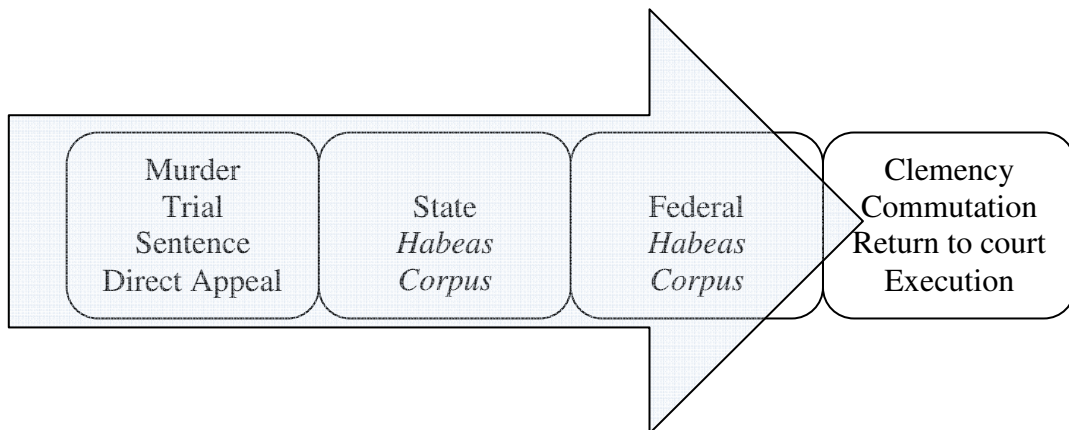 Murder
Trial
Sentence
Direct Appeal
State
Habeas
Corpus
Federal
Habeas
Corpus
Clemency
Commutation
Return to court
Execution